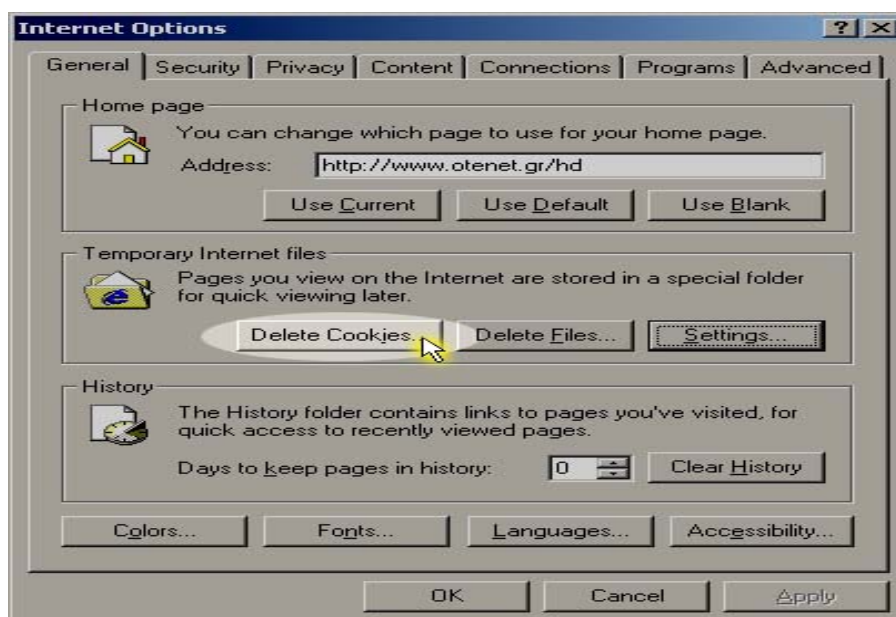 Internet Options
General Security Privacy Content Connections Programs Advanced
Home page
You can change which page to use for your home page.
Address: http://www.otenet.gr/hd
Use Current Use Default Use Blank
Temporary Internet files
Pages you view on the Internet are stored in a special folder
for quick viewing later.
Delete Cookies... Delete Files... Settings...
History
The History folder contains links to pages you've visited, for
quick access to recently viewed pages.
Days to keep pages in history: 0 Clear History
Colors... Fonts... Languages... Accessibility...
OK Cancel Apply